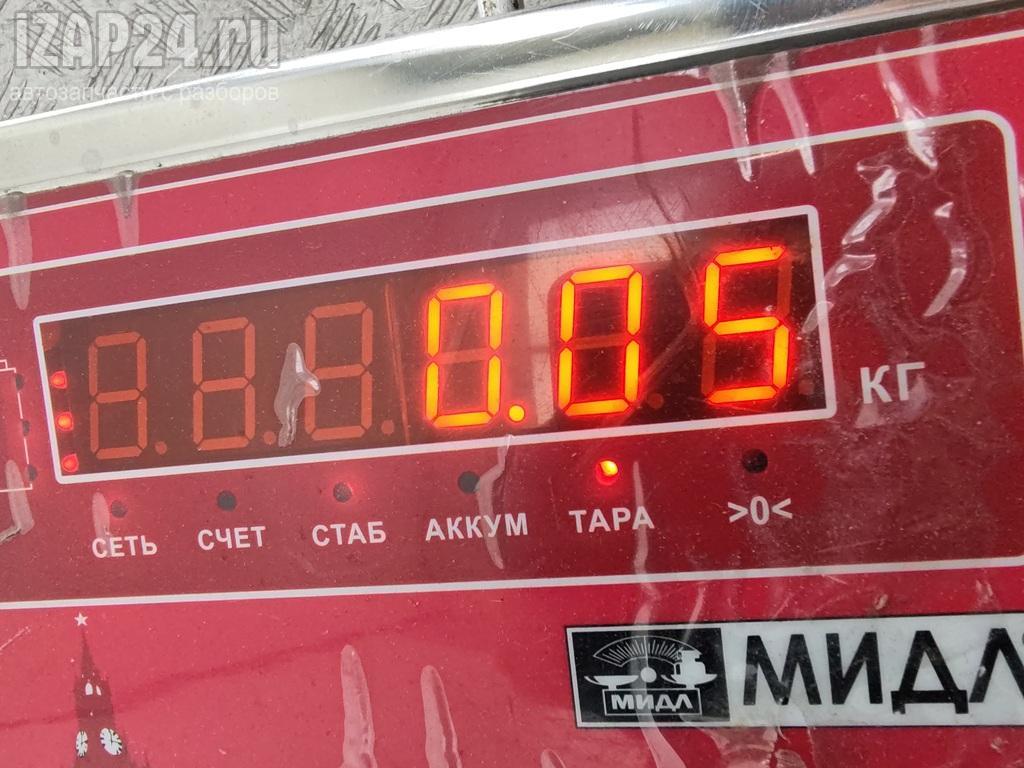 iZAP24.ru
автозапчасти с разборов
0.05
КГ
СЕТЬ СЧЕТ СТАБ АККУМ ТАРА >0<
МИДЛ
МИДЛ